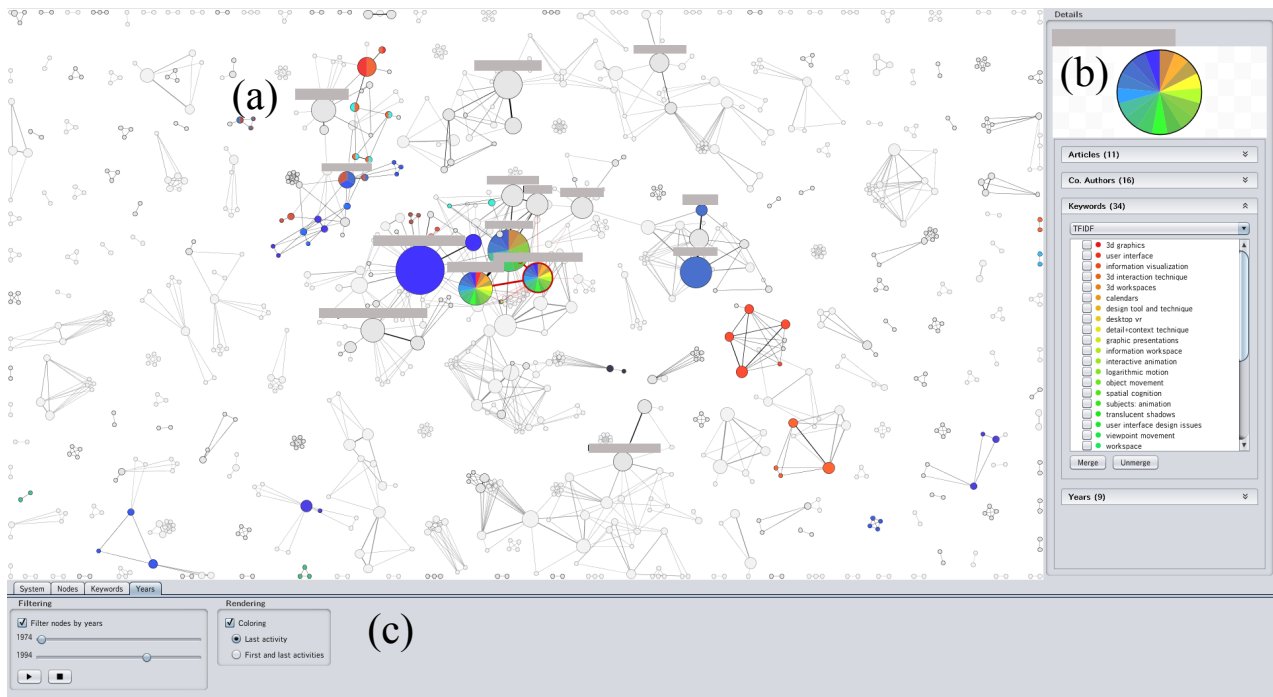 (a)
Details
(b)
Articles (11)
Co. Authors (16)
Keywords (34)
TFIDF
3d graphics
user interface
information visualization
3d interaction technique
3d workspaces
calendars
design tool and technique
desktop vr
detail+context technique
graphic presentations
information workspace
interactive animation
logarithmic motion
object movement
spatial cognition
subjects: animation
translucent shadows
user interface design issues
viewpoint movement
workspace
Merge Unmerge
Years (9)
System Nodes Keywords Years
Filtering
Filter nodes by years
1974
1994
Rendering
Coloring
Last activity
First and last activities
(c)